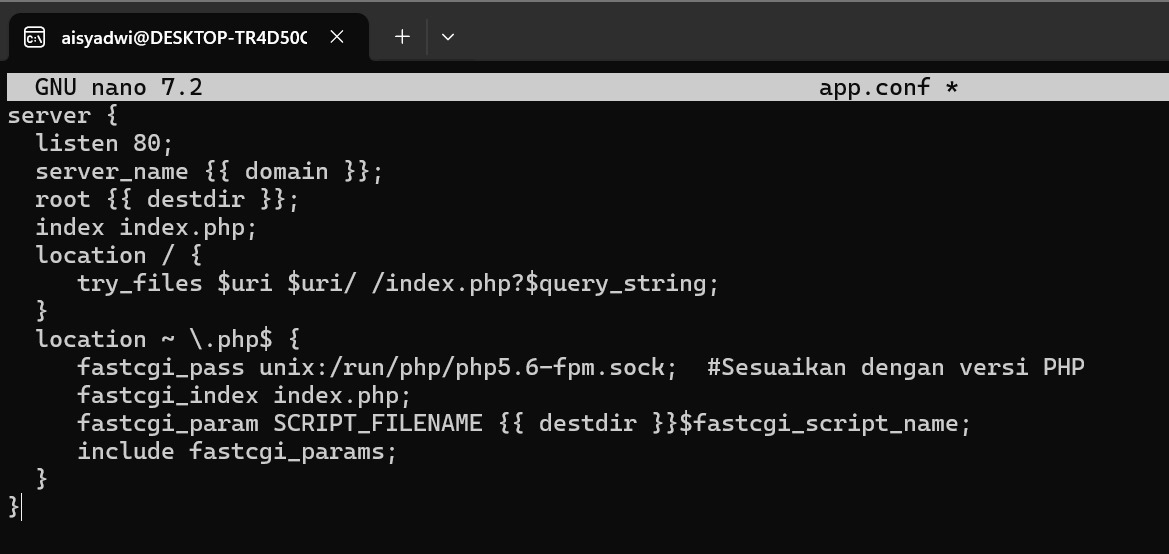 aisyadwi@DESKTOP-TR4D50
GNU nano 7.2 app.conf *
server {
  listen 80;
  server_name {{ domain }};
  root {{ destdir }};
  index index.php;
  location / {
     try_files $uri $uri/ /index.php?$query_string;
  }
  location ~ \.php$ {
     fastcgi_pass unix:/run/php/php5.6-fpm.sock;  #Sesuaikan dengan versi PHP
     fastcgi_index index.php;
     fastcgi_param SCRIPT_FILENAME {{ destdir }}$fastcgi_script_name;
     include fastcgi_params;
  }
}